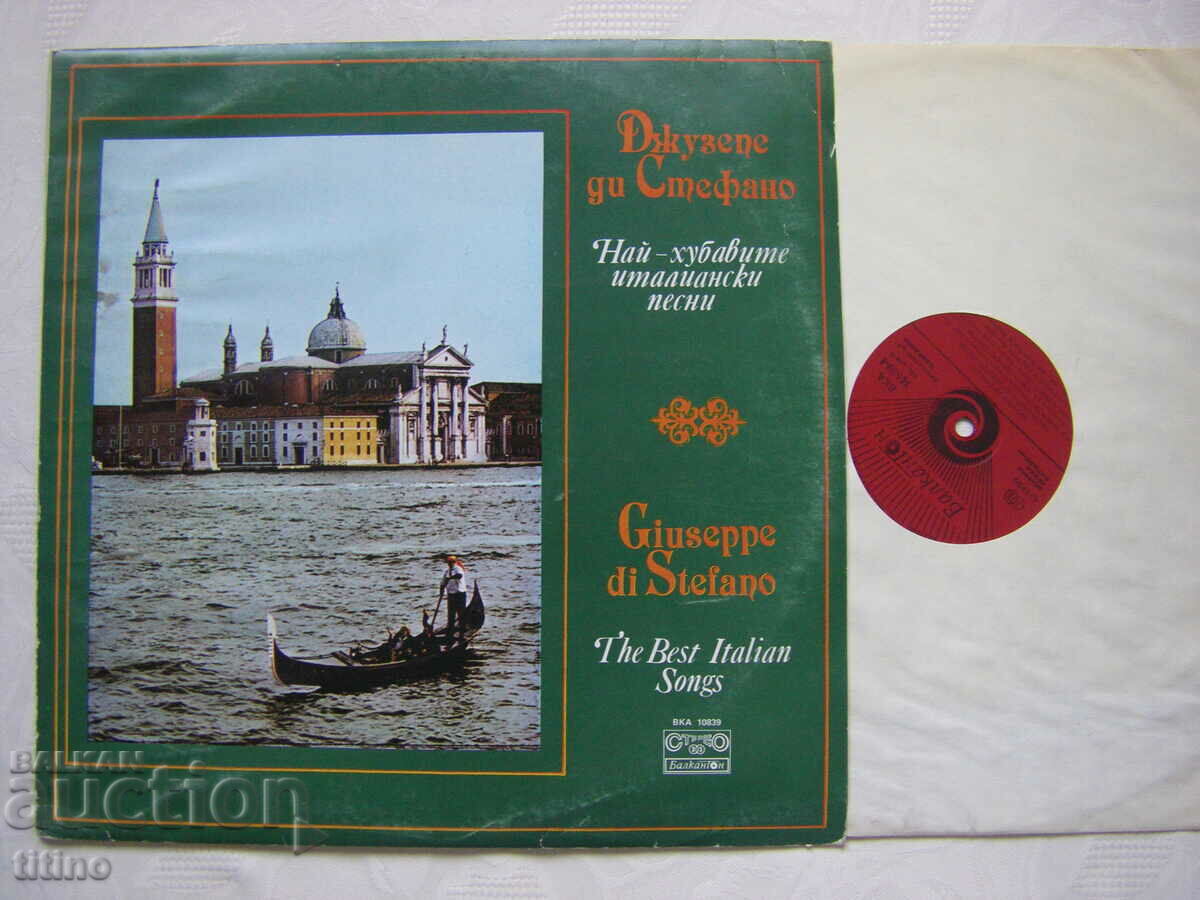 Джузепе
ди Стефано
Най-хубавите
италиански
песни
Giuseppe
di Stefano
The Best Italian
Songs
ВКА 10839
СТЕРЕО
33
Балкантон
Балкантон
BALKAN
auction
titino